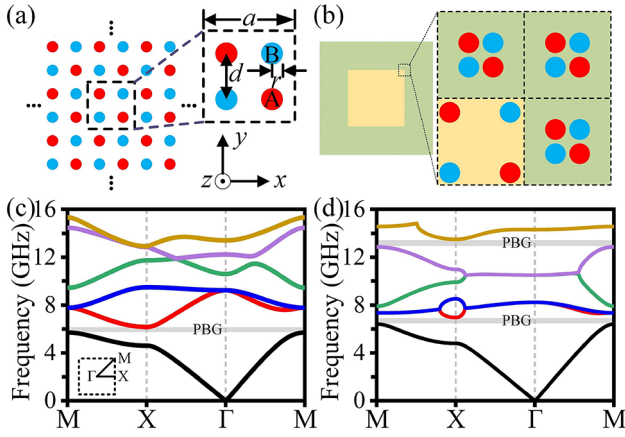 (a)
a
B
d
r
A
y
z
x
(b)
(c)
16
12
8
4
0
Frequency (GHz)
PBG
M
Γ
X
M
X
Γ
M
(d)
16
12
8
4
0
Frequency (GHz)
PBG
PBG
M
X
Γ
M